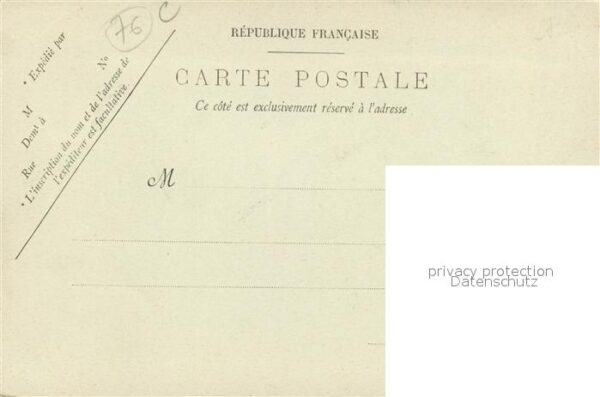 76 C
RÉPUBLIQUE FRANÇAISE
CARTE POSTALE
Ce côté est exclusivement réservé à l'adresse
* Expédié par
M
Demt à
Rue No
* L'inscription du nom et de l'adresse de
l'expéditeur est facultative.
M
privacy protection
Datenschutz